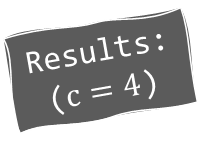 Results:
(c = 4)